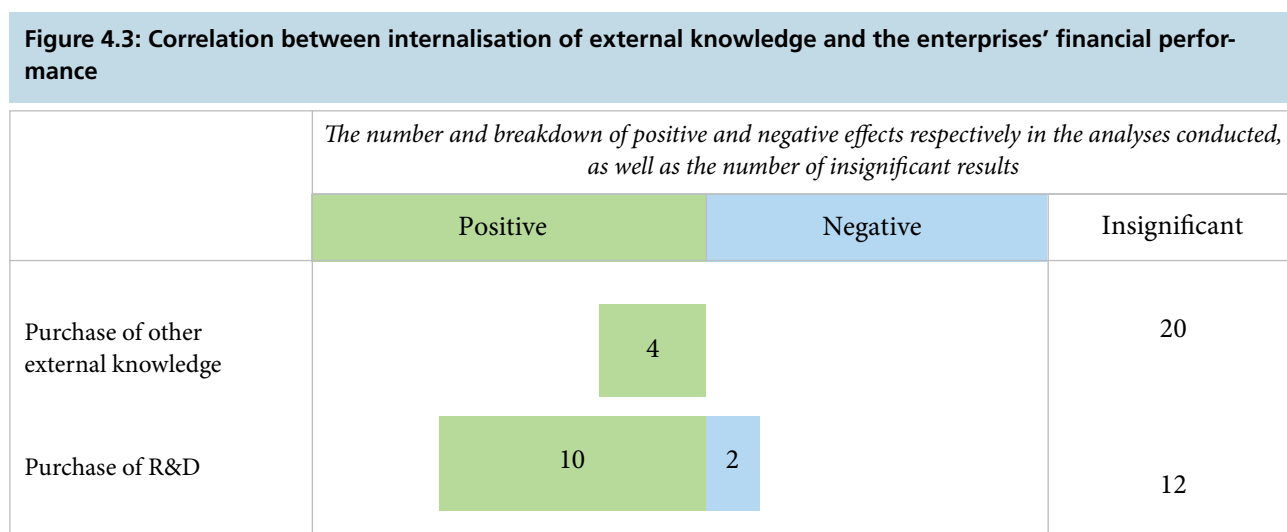 Figure 4.3: Correlation between internalisation of external knowledge and the enterprises’ financial perfor-
mance
The number and breakdown of positive and negative effects respectively in the analyses conducted,
as well as the number of insignificant results
Positive Negative Insignificant
Purchase of other
external knowledge
4 20
Purchase of R&D 10 2 12